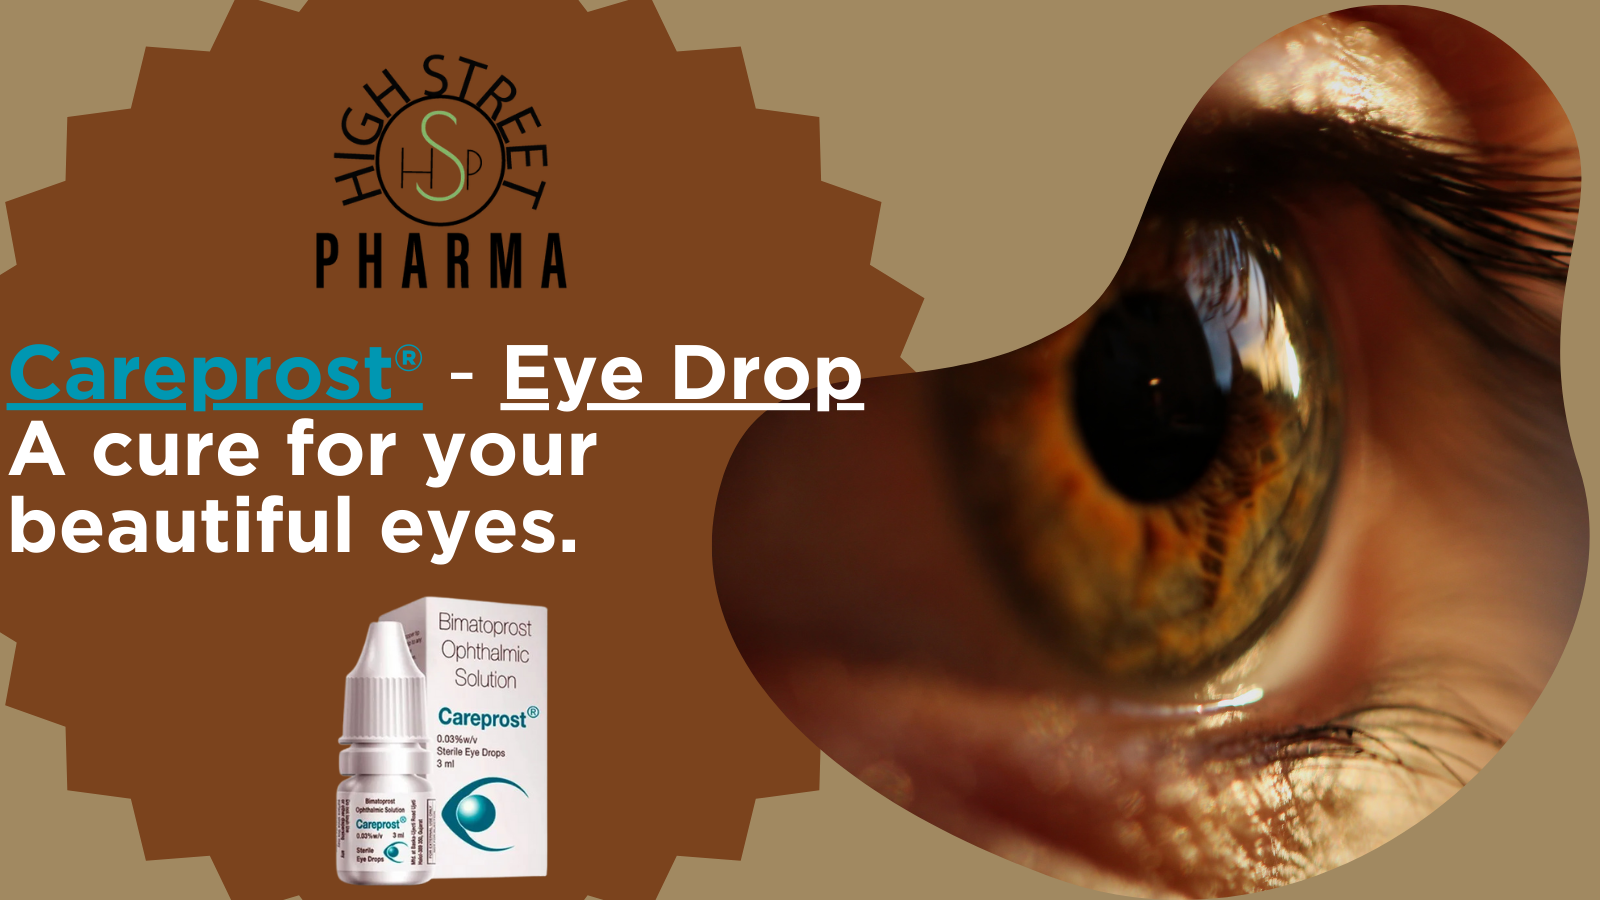 HIGH STREET
HSP
PHARMA
Careprost® - Eye Drop
A cure for your
beautiful eyes.
Bimatoprost
Ophthalmic
Solution
Careprost®
0.03%w/v
Sterile Eye Drops
3 ml
Bimatoprost
Ophthalmic Solution
Careprost®
0.03%w/v 3 ml
Sterile
Eye Drops